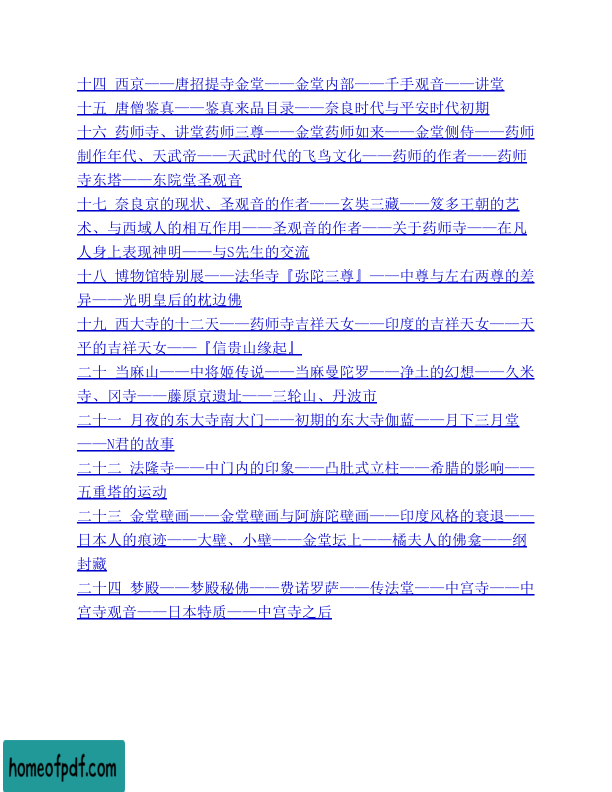 十四 西京——唐招提寺金堂——金堂内部——千手观音——讲堂
十五 唐僧鉴真——鉴真来品目录——奈良时代与平安时代初期
十六 药师寺、讲堂药师三尊——金堂药师如来——金堂侧侍——药师
制作年代、天武帝——天武时代的飞鸟文化——药师的作者——药师
寺东塔——东院堂圣观音
十七 奈良京的现状、圣观音的作者——玄奘三藏——笈多王朝的艺
术、与西域人的相互作用——圣观音的作者——关于药师寺——在凡
人身上表现神明——与S先生的交流
十八 博物馆特别展——法华寺『弥陀三尊』——中尊与左右两尊的差
异——光明皇后的枕边佛
十九 西大寺的十二天——药师寺吉祥天女——印度的吉祥天女——天
平的吉祥天女——『信贵山缘起』
二十 当麻山——中将姬传说——当麻曼陀罗——净土的幻想——久米
寺、冈寺——藤原京遗址——三轮山、丹波市
二十一 月夜的东大寺南大门——初期的东大寺伽蓝——月下三月堂
——N君的故事
二十二 法隆寺——中门内的印象——凸肚式立柱——希腊的影响——
五重塔的运动
二十三 金堂壁画——金堂壁画与阿旃陀壁画——印度风格的衰退——
日本人的痕迹——大壁、小壁——金堂坛上——橘夫人的佛龛——纲
封藏
二十四 梦殿——梦殿秘佛——费诺罗萨——传法堂——中宫寺——中
宫寺观音——日本特质——中宫寺之后
homeofpdf.com